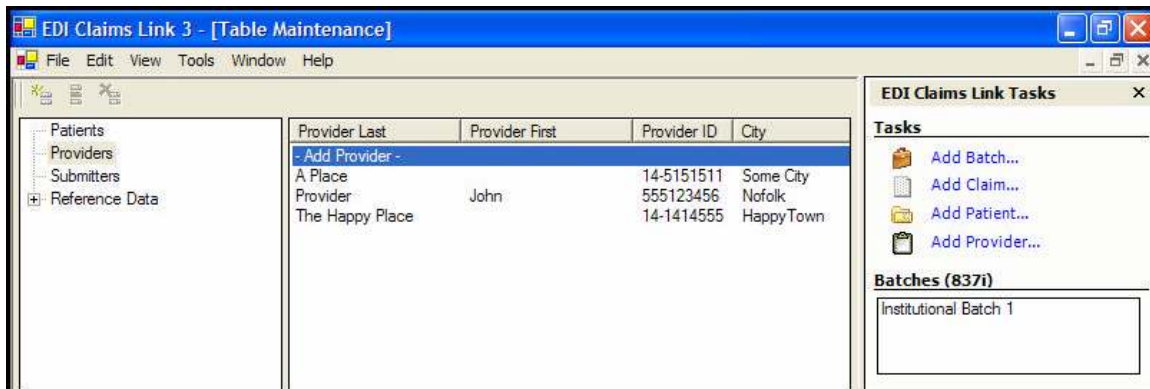 EDI Claims Link 3 - [Table Maintenance]
File Edit View Tools Window Help
Patients
Providers
Submitters
Reference Data
Provider Last Provider First Provider ID City
- Add Provider -
A Place 14-5151511 Some City
Provider John 555123456 Nofolk
The Happy Place 14-1414555 HappyTown
EDI Claims Link Tasks
Tasks
Add Batch...
Add Claim...
Add Patient...
Add Provider...
Batches (837i)
Institutional Batch 1